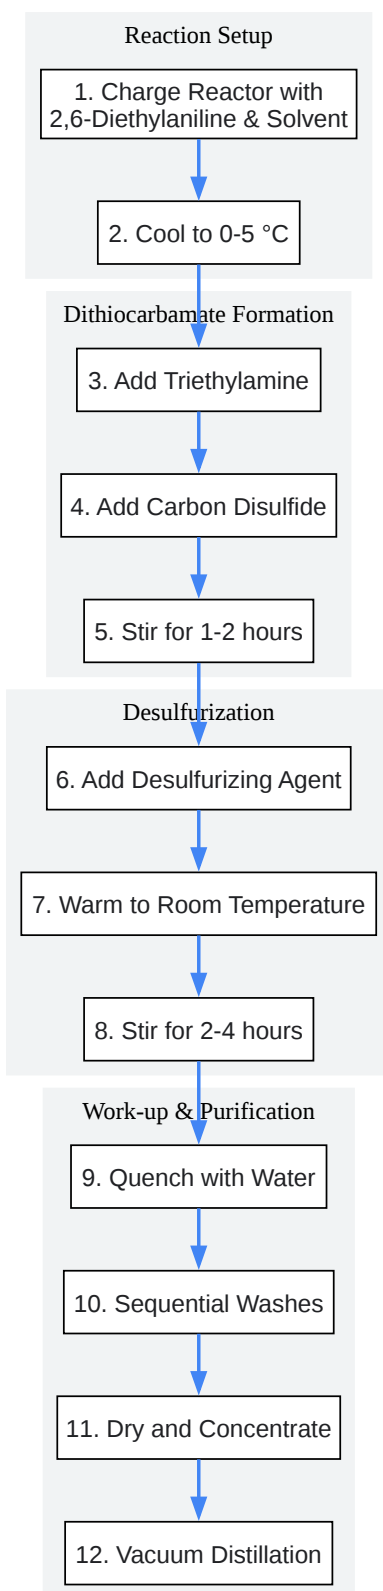 Reaction Setup
1. Charge Reactor with
2,6-Diethylaniline & Solvent
2. Cool to 0-5 °C
Dithiocarbamate Formation
3. Add Triethylamine
4. Add Carbon Disulfide
5. Stir for 1-2 hours
Desulfurization
6. Add Desulfurizing Agent
7. Warm to Room Temperature
8. Stir for 2-4 hours
Work-up & Purification
9. Quench with Water
10. Sequential Washes
11. Dry and Concentrate
12. Vacuum Distillation